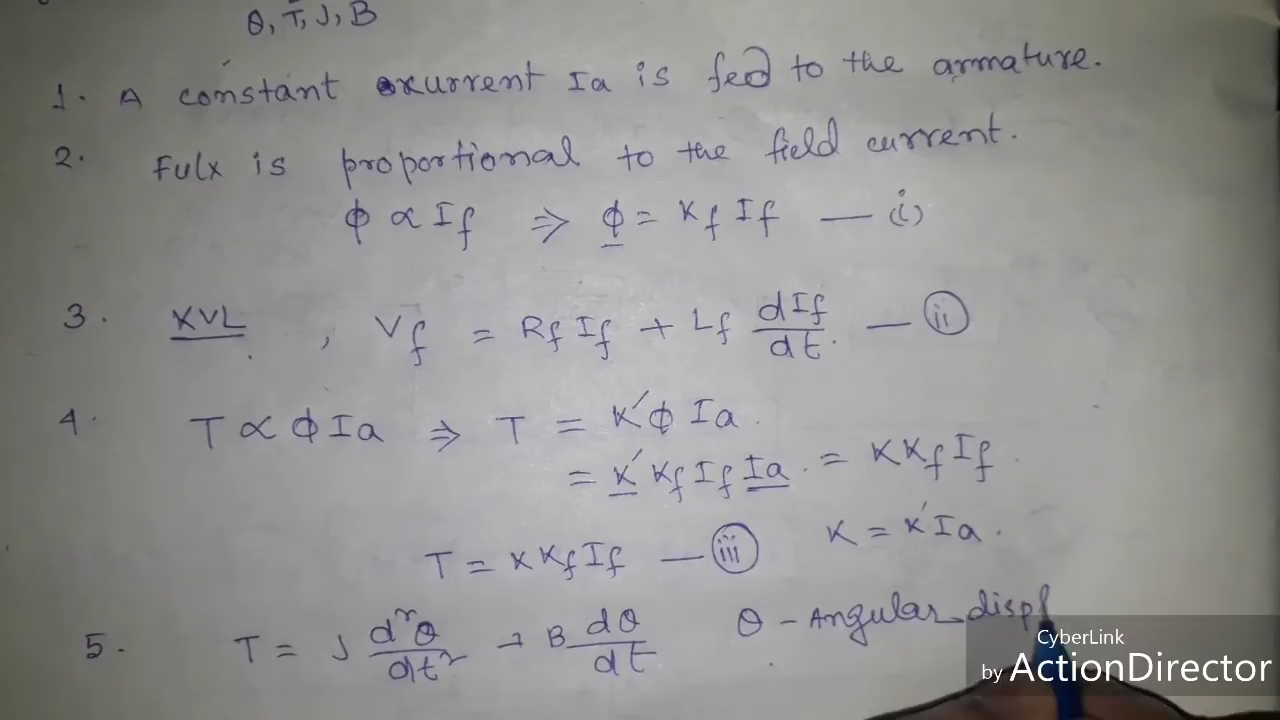 θ, T, J, B
1. A constant current Ia is fed to the armature.
2. Fulx is proportional to the field current.
ϕ ∝ If ⇒ ϕ = Kf If — (i)
3. KVL, Vf = Rf If + Lf dIf/dt. — (ii)
4. T ∝ ϕ Ia ⇒ T = K'ϕ Ia.
= K' Kf If Ia. = K Kf If.
K = K' Ia.
T = K Kf If — (iii)
5. T = J d²θ/dt² + B dθ/dt θ - Angular displ
CyberLink
by ActionDirector